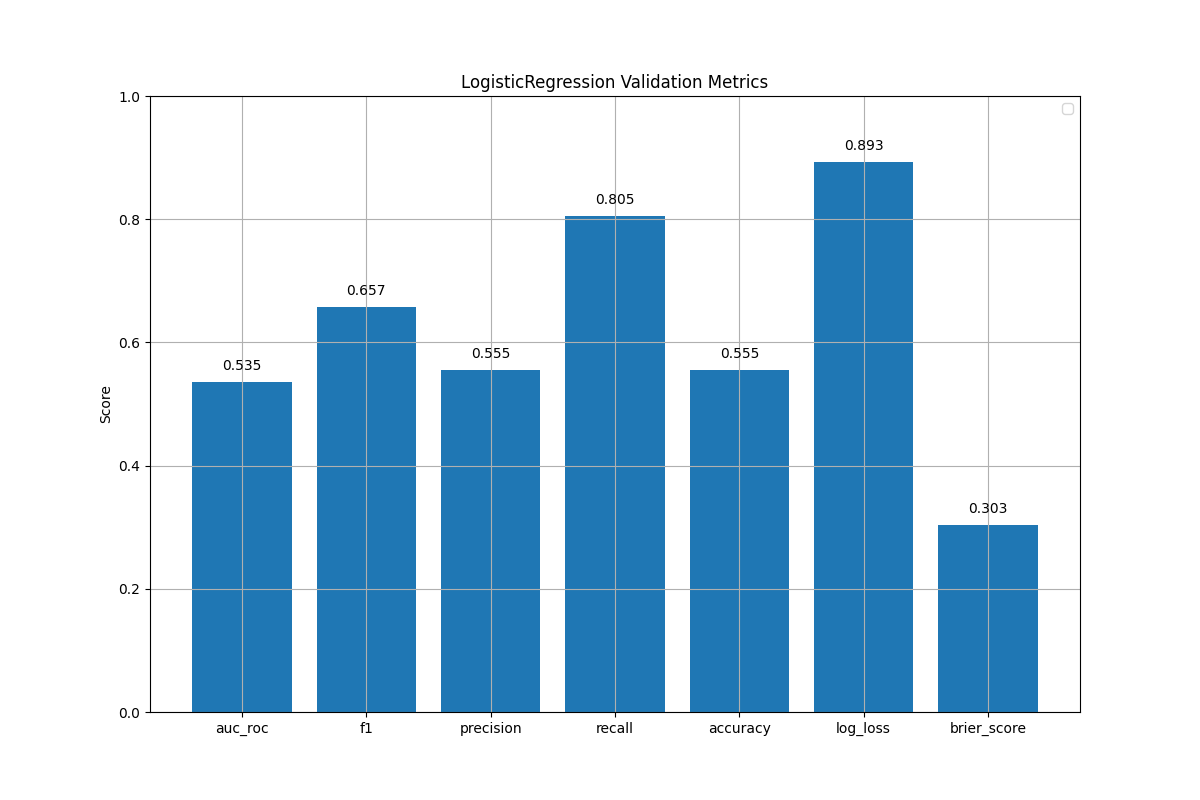 LogisticRegression Validation Metrics
1.0
0.8
0.6
0.4
0.2
0.0
Score
0.535
0.657
0.555
0.805
0.555
0.893
0.303
auc_roc
f1
precision
recall
accuracy
log_loss
brier_score